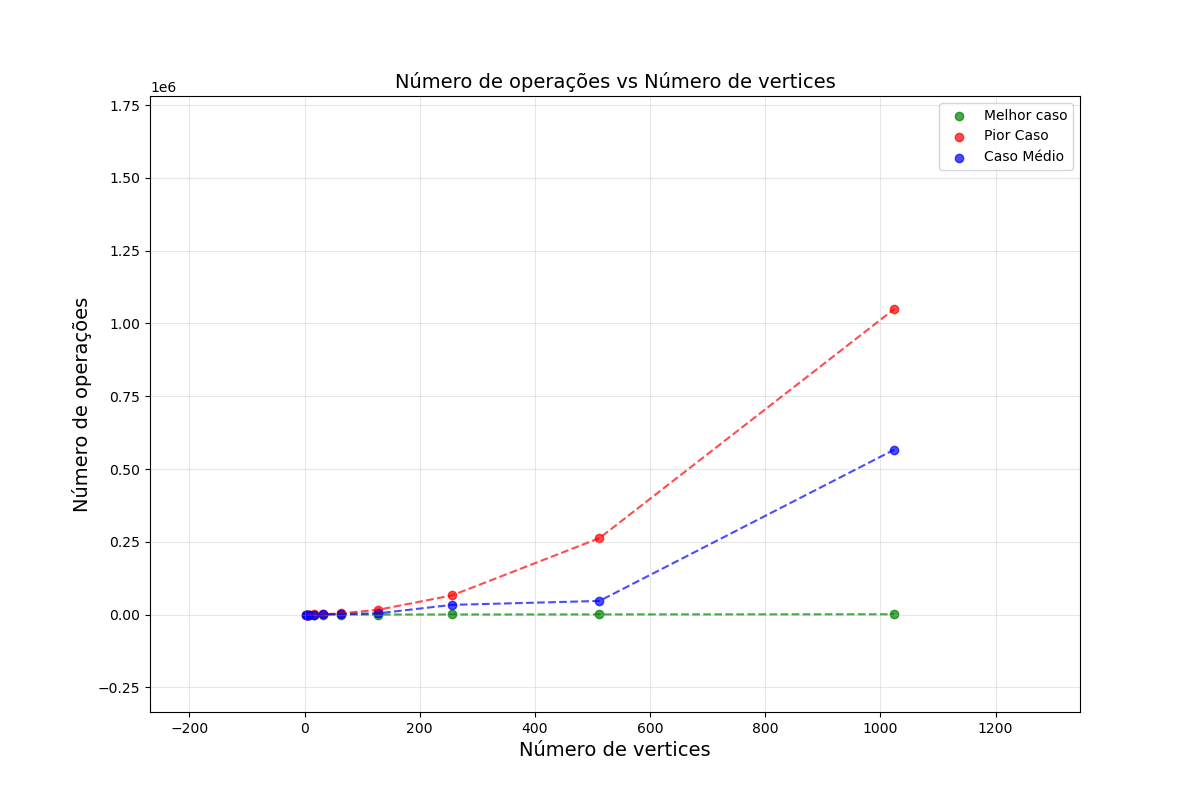 Número de operações vs Número de vertices
1e6
Melhor caso
Pior Caso
Caso Médio
1.75
1.50
1.25
1.00
0.75
0.50
0.25
0.00
−0.25
Número de operações
−200
0
200
400
600
800
1000
1200
Número de vertices